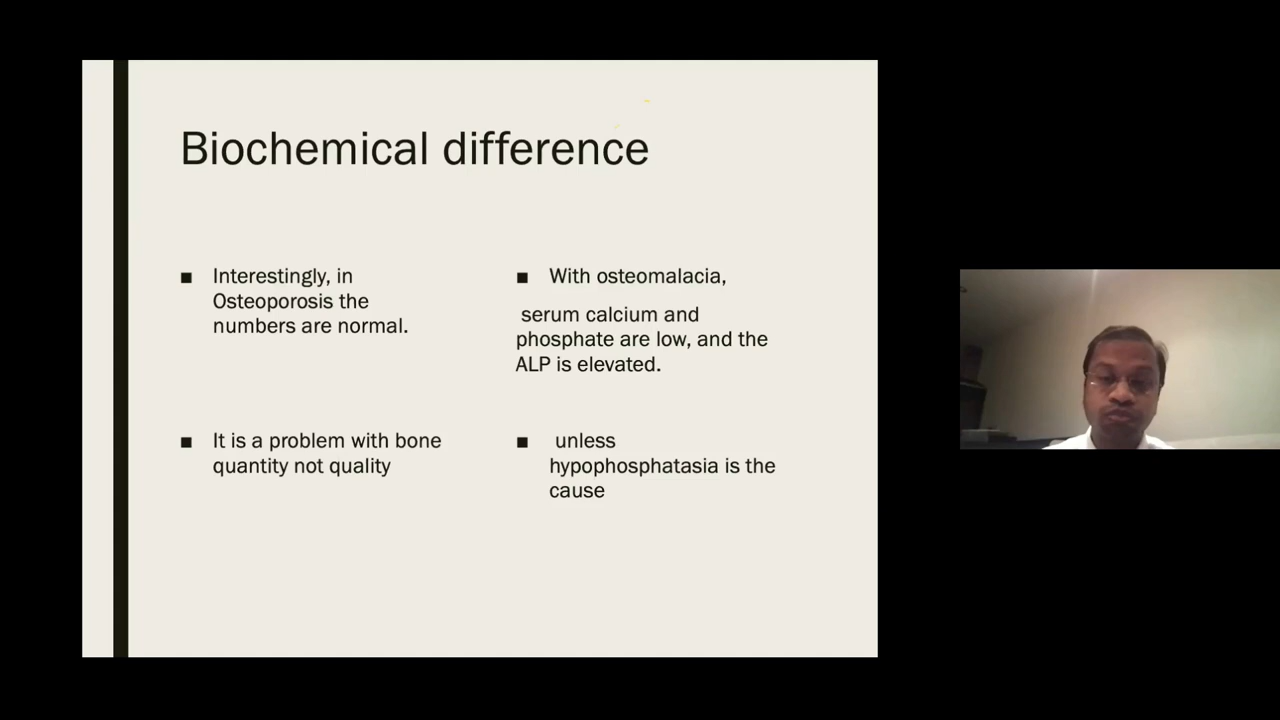 Biochemical difference
■ Interestingly, in
Osteoporosis the
numbers are normal.
■ It is a problem with bone
quantity not quality
■ With osteomalacia,
serum calcium and
phosphate are low, and the
ALP is elevated.
■ unless
hypophosphatasia is the
cause